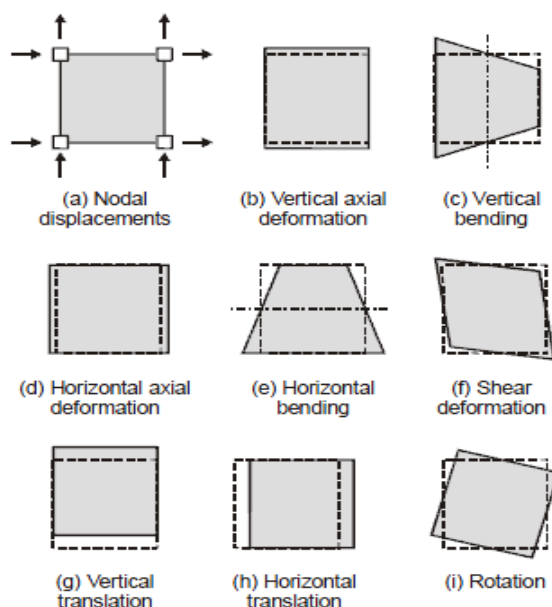 (a) Nodal
displacements
(b) Vertical axial
deformation
(c) Vertical
bending
(d) Horizontal axial
deformation
(e) Horizontal
bending
(f) Shear
deformation
(g) Vertical
translation
(h) Horizontal
translation
(i) Rotation